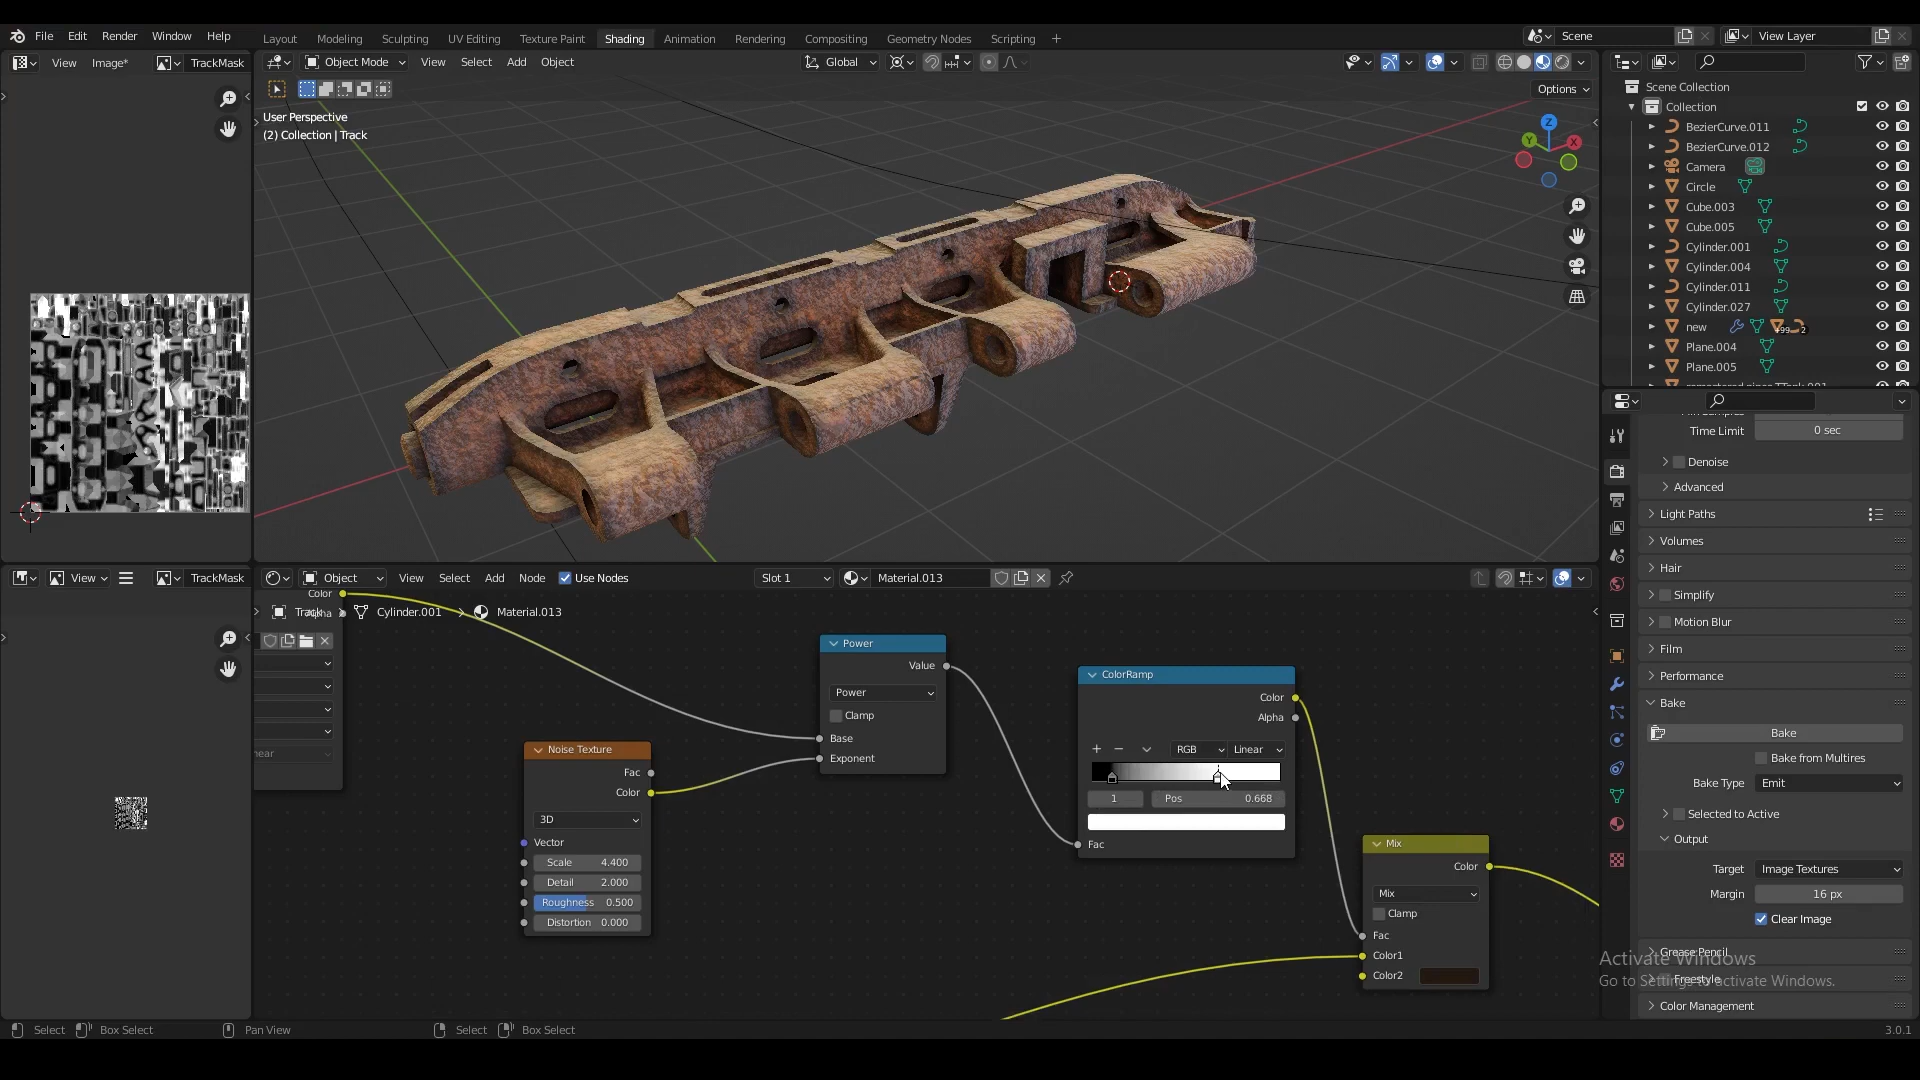 File Edit Render Window Help
Layout Modeling Sculpting UV Editing Texture Paint Shading Animation Rendering Compositing Geometry Nodes Scripting +
Scene
View Layer
View Image* TrackMask
Object Mode View Select Add Object
Global
Options
User Perspective
(2) Collection | Track
Z
Y
X
Scene Collection
Collection
BezierCurve.011
BezierCurve.012
Camera
Circle
Cube.003
Cube.005
Cylinder.001
Cylinder.004
Cylinder.011
Cylinder.027
new +99 2
Plane.004
Plane.005
Time Limit 0 sec
Denoise
Advanced
Light Paths
Volumes
Hair
Simplify
Motion Blur
Film
Performance
Bake
Bake
Bake from Multires
Bake Type Emit
Selected to Active
Output
Target Image Textures
Margin 16 px
Clear Image
Grease Pencil
Freestyle
Color Management
Activate Windows
Go to Settings to activate Windows.
View TrackMask
Object View Select Add Node Use Nodes
Slot 1
Material.013
Track > Cylinder.001 > Material.013
Color
Alpha
near
Noise Texture
Fac
Color
3D
Vector
Scale 4.400
Detail 2.000
Roughness 0.500
Distortion 0.000
Power
Value
Power
Clamp
Base
Exponent
ColorRamp
Color
Alpha
+ − RGB Linear
1 Pos 0.668
Fac
Mix
Color
Mix
Clamp
Fac
Color1
Color2
Select Box Select Pan View Select Box Select
3.0.1